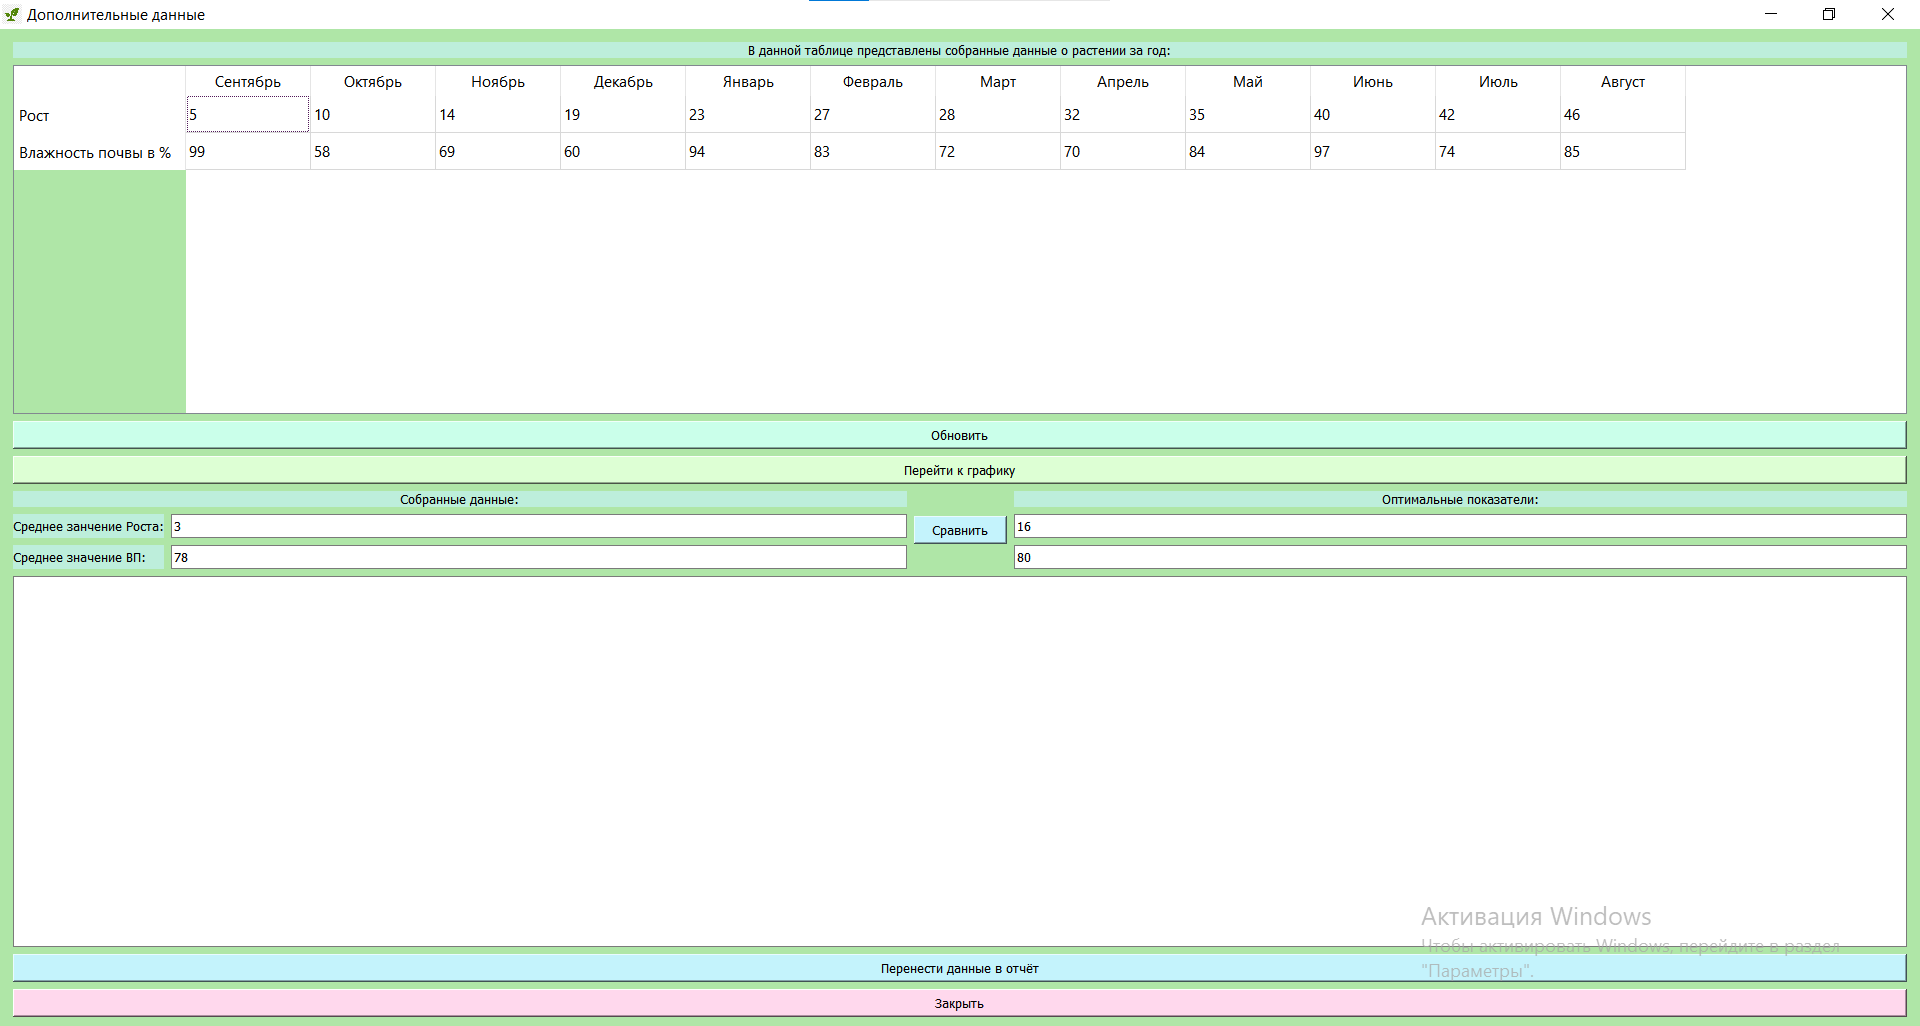 Дополнительные данные
В данной таблице представлены собранные данные о растении за год:
Сентябрь Октябрь Ноябрь Декабрь Январь Февраль Март Апрель Май Июнь Июль Август
Рост 5 10 14 19 23 27 28 32 35 40 42 46
Влажность почвы в % 99 58 69 60 94 83 72 70 84 97 74 85
Обновить
Перейти к графику
Собранные данные: Оптимальные показатели:
Среднее занчение Роста: 3 Сравнить 16
Среднее значение ВП: 78 80
Активация Windows
Чтобы активировать Windows, перейдите в раздел
"Параметры".
Перенести данные в отчёт
Закрыть